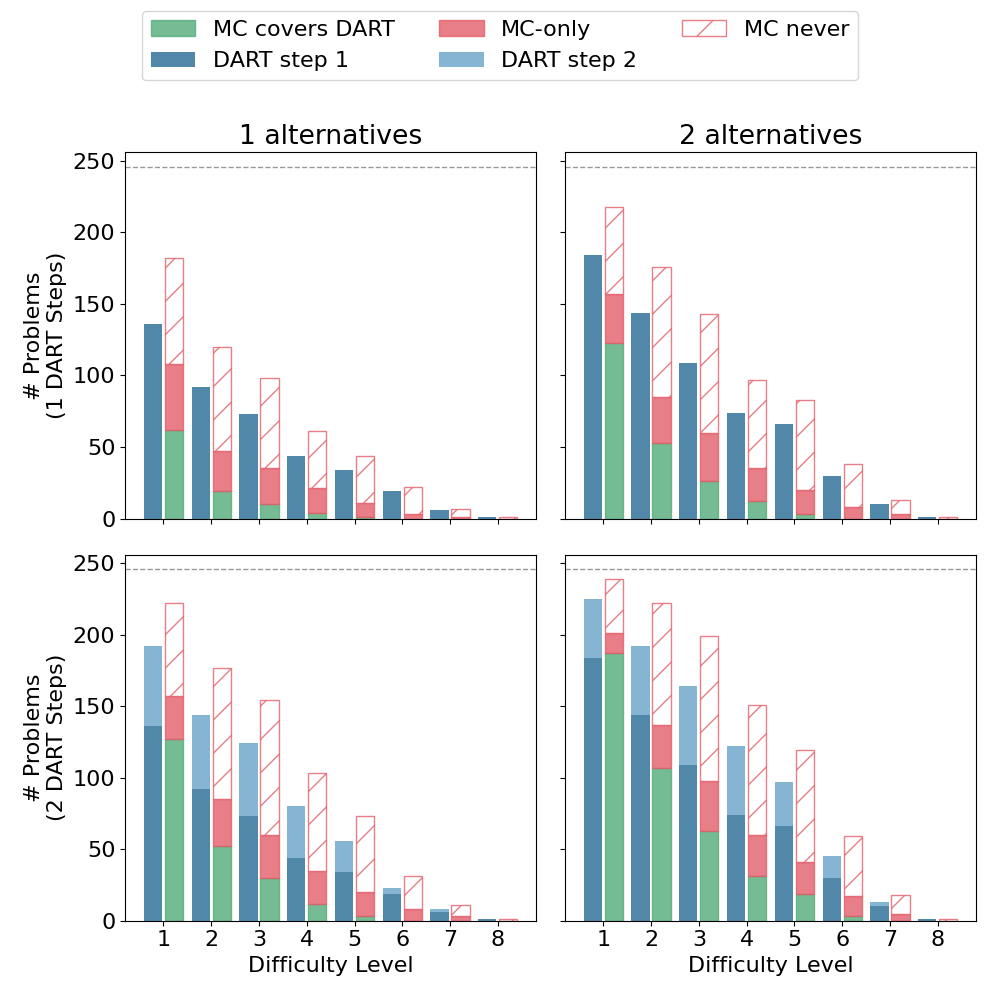 MC covers DART
MC-only
MC never
DART step 1
DART step 2
1 alternatives
2 alternatives
# Problems
(1 DART Steps)
250
200
150
100
50
0
# Problems
(2 DART Steps)
250
200
150
100
50
0
1 2 3 4 5 6 7 8
1 2 3 4 5 6 7 8
Difficulty Level
Difficulty Level